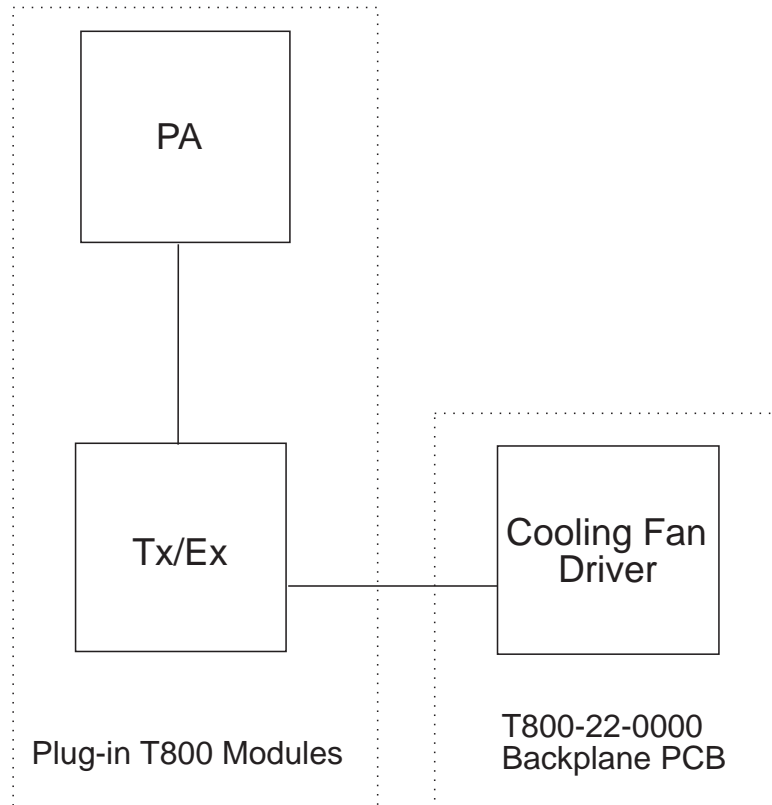 PA
Tx/Ex
Cooling Fan
Driver
Plug-in T800 Modules
T800-22-0000
Backplane PCB